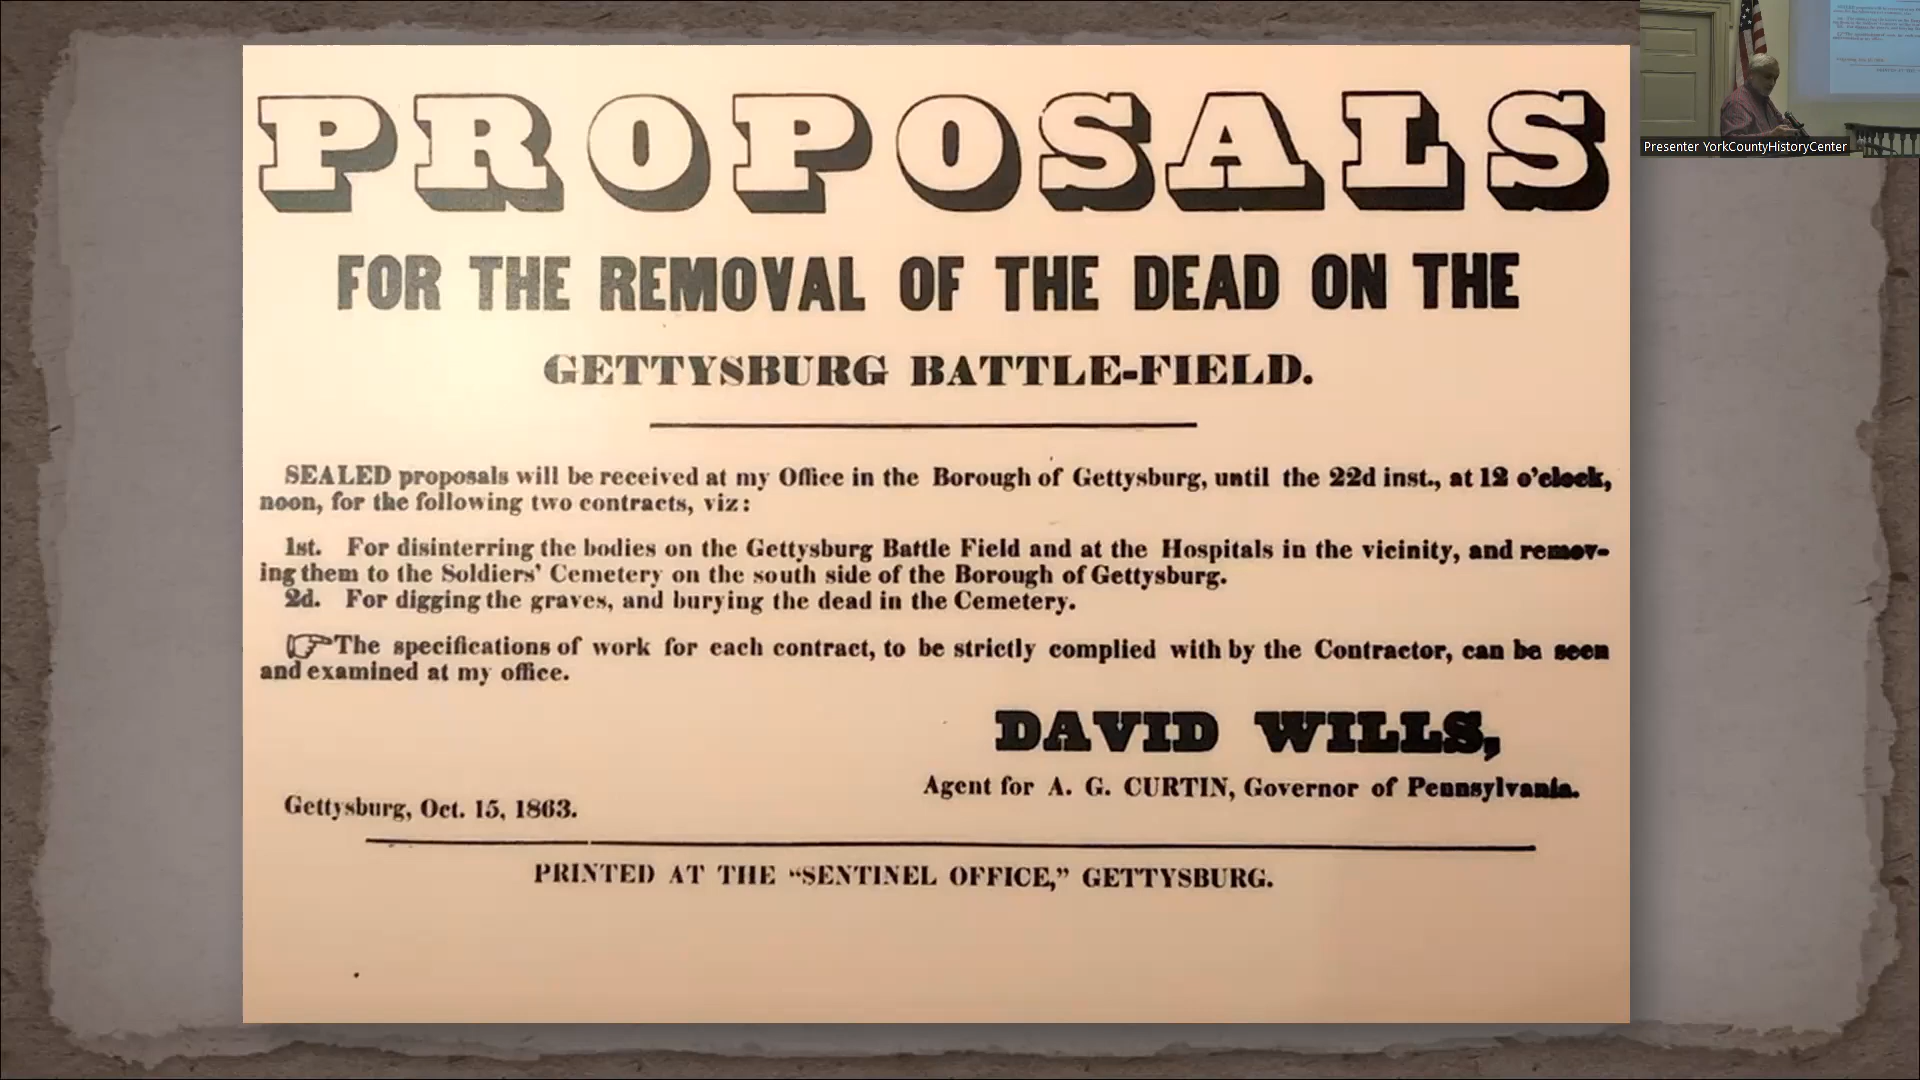 PROPOSALS
FOR THE REMOVAL OF THE DEAD ON THE
GETTYSBURG BATTLE-FIELD.
SEALED proposals will be received at my Office in the Borough of Gettysburg, until the 22d inst., at 12 o'clock,
noon, for the following two contracts, viz:
1st. For disinterring the bodies on the Gettysburg Battle Field and at the Hospitals in the vicinity, and remov-
ing them to the Soldiers' Cemetery on the south side of the Borough of Gettysburg.
2d. For digging the graves, and burying the dead in the Cemetery.
☞The specifications of work for each contract, to be strictly complied with by the Contractor, can be seen
and examined at my office.
DAVID WILLS,
Agent for A. G. CURTIN, Governor of Pennsylvania.
Gettysburg, Oct. 15, 1863.
PRINTED AT THE “SENTINEL OFFICE,” GETTYSBURG.
Presenter YorkCountyHistoryCenter